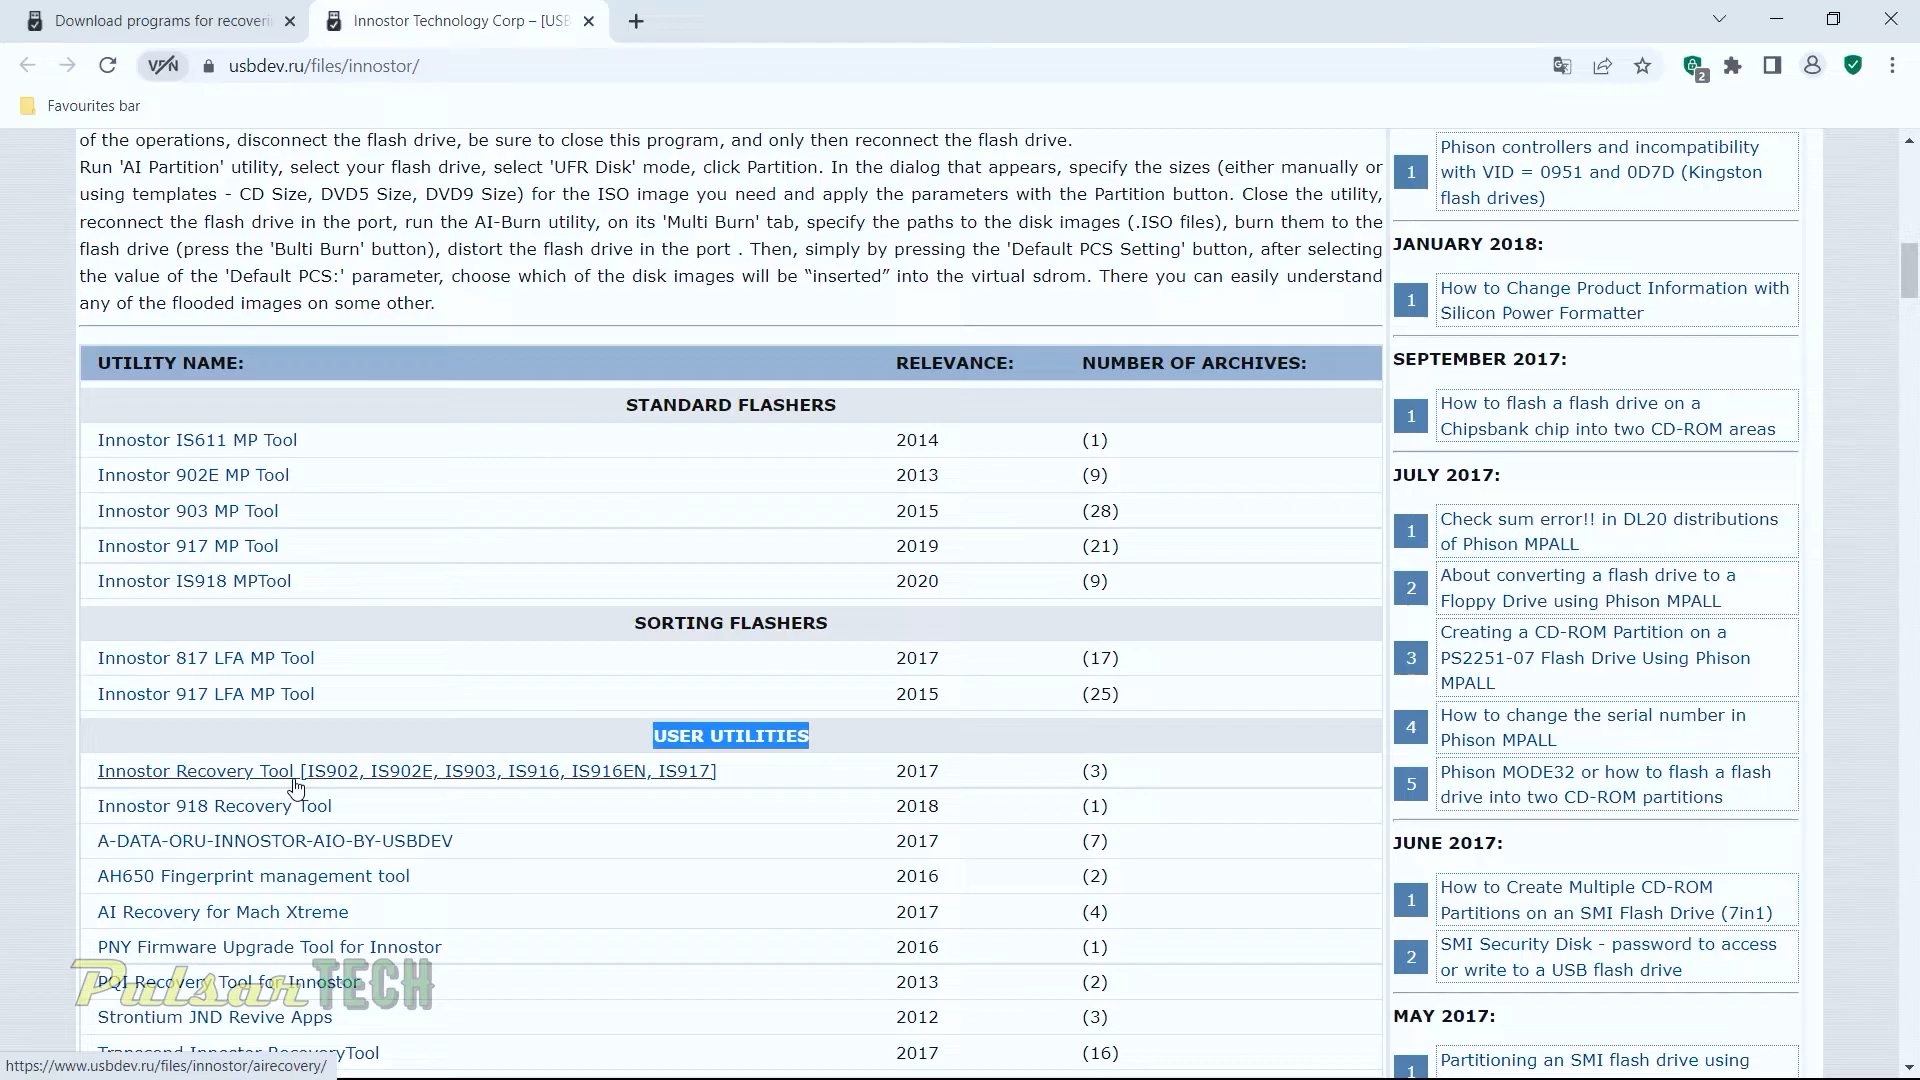 Download programs for recoveri
Innostor Technology Corp – [USB
VPN
usbdev.ru/files/innostor/
2
Favourites bar
of the operations, disconnect the flash drive, be sure to close this program, and only then reconnect the flash drive.
Run 'AI Partition' utility, select your flash drive, select 'UFR Disk' mode, click Partition. In the dialog that appears, specify the sizes (either manually or
using templates - CD Size, DVD5 Size, DVD9 Size) for the ISO image you need and apply the parameters with the Partition button. Close the utility,
reconnect the flash drive in the port, run the AI-Burn utility, on its 'Multi Burn' tab, specify the paths to the disk images (.ISO files), burn them to the
flash drive (press the 'Bulti Burn' button), distort the flash drive in the port . Then, simply by pressing the 'Default PCS Setting' button, after selecting
the value of the 'Default PCS:' parameter, choose which of the disk images will be “inserted” into the virtual sdrom. There you can easily understand
any of the flooded images on some other.
UTILITY NAME: RELEVANCE: NUMBER OF ARCHIVES:
STANDARD FLASHERS
Innostor IS611 MP Tool 2014 (1)
Innostor 902E MP Tool 2013 (9)
Innostor 903 MP Tool 2015 (28)
Innostor 917 MP Tool 2019 (21)
Innostor IS918 MPTool 2020 (9)
SORTING FLASHERS
Innostor 817 LFA MP Tool 2017 (17)
Innostor 917 LFA MP Tool 2015 (25)
USER UTILITIES
Innostor Recovery Tool [IS902, IS902E, IS903, IS916, IS916EN, IS917] 2017 (3)
Innostor 918 Recovery Tool 2018 (1)
A-DATA-ORU-INNOSTOR-AIO-BY-USBDEV 2017 (7)
AH650 Fingerprint management tool 2016 (2)
AI Recovery for Mach Xtreme 2017 (4)
PNY Firmware Upgrade Tool for Innostor 2016 (1)
PQI Recovery Tool for Innostor 2013 (2)
Strontium JND Revive Apps 2012 (3)
Transcend Innostor RecoveryTool 2017 (16)
PulsarTECH
https://www.usbdev.ru/files/innostor/airecovery/
1 Phison controllers and incompatibility
with VID = 0951 and 0D7D (Kingston
flash drives)
JANUARY 2018:
1 How to Change Product Information with
Silicon Power Formatter
SEPTEMBER 2017:
1 How to flash a flash drive on a
Chipsbank chip into two CD-ROM areas
JULY 2017:
1 Check sum error!! in DL20 distributions
of Phison MPALL
2 About converting a flash drive to a
Floppy Drive using Phison MPALL
3 Creating a CD-ROM Partition on a
PS2251-07 Flash Drive Using Phison
MPALL
4 How to change the serial number in
Phison MPALL
5 Phison MODE32 or how to flash a flash
drive into two CD-ROM partitions
JUNE 2017:
1 How to Create Multiple CD-ROM
Partitions on an SMI Flash Drive (7in1)
2 SMI Security Disk - password to access
or write to a USB flash drive
MAY 2017:
1 Partitioning an SMI flash drive using